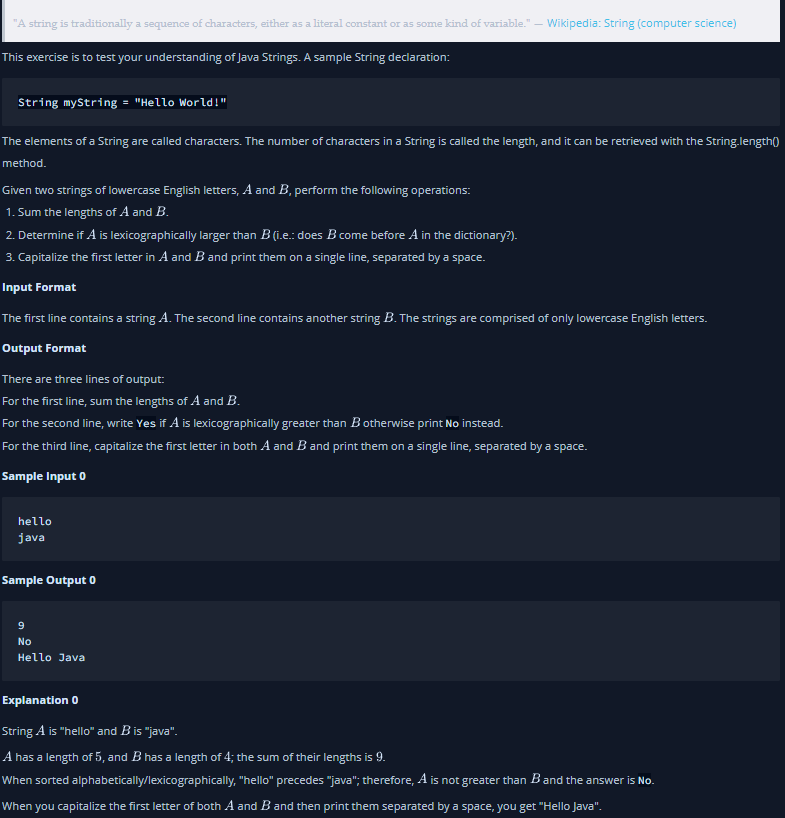 "A string is traditionally a sequence of characters, either as a literal constant or as some kind of variable." — Wikipedia: String (computer science)
This exercise is to test your understanding of Java Strings. A sample String declaration:
String myString = "Hello World!"
The elements of a String are called characters. The number of characters in a String is called the length, and it can be retrieved with the String.length()
method.
Given two strings of lowercase English letters, A and B, perform the following operations:
1. Sum the lengths of A and B.
2. Determine if A is lexicographically larger than B (i.e.: does B come before A in the dictionary?).
3. Capitalize the first letter in A and B and print them on a single line, separated by a space.
Input Format
The first line contains a string A. The second line contains another string B. The strings are comprised of only lowercase English letters.
Output Format
There are three lines of output:
For the first line, sum the lengths of A and B.
For the second line, write Yes if A is lexicographically greater than B otherwise print No instead.
For the third line, capitalize the first letter in both A and B and print them on a single line, separated by a space.
Sample Input 0
hello
java
Sample Output 0
9
No
Hello Java
Explanation 0
String A is "hello" and B is "java".
A has a length of 5, and B has a length of 4; the sum of their lengths is 9.
When sorted alphabetically/lexicographically, "hello" precedes "java"; therefore, A is not greater than B and the answer is No.
When you capitalize the first letter of both A and B and then print them separated by a space, you get "Hello Java".